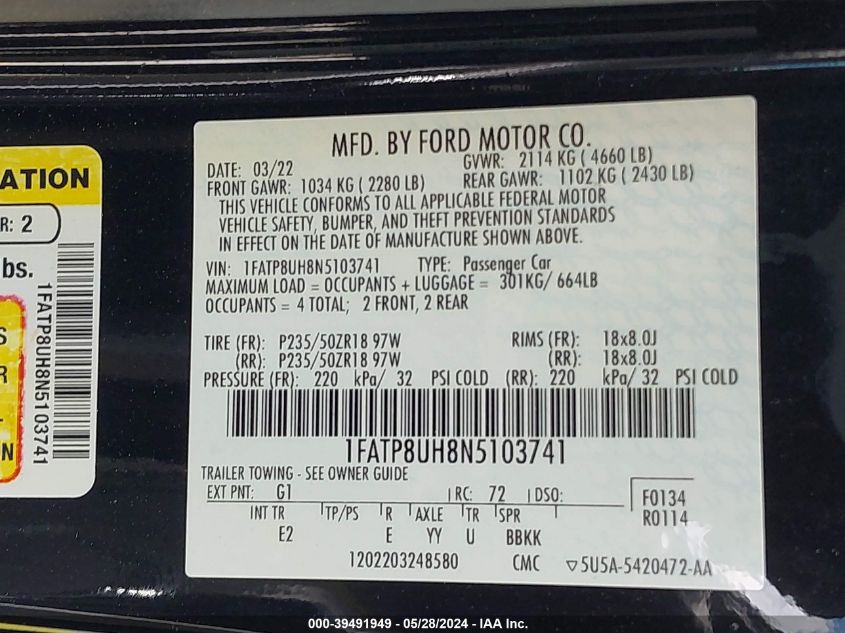 MFD. BY FORD MOTOR CO.
DATE: 03/22 GVWR: 2114 KG ( 4660 LB)
FRONT GAWR: 1034 KG ( 2280 LB) REAR GAWR: 1102 KG ( 2430 LB)
THIS VEHICLE CONFORMS TO ALL APPLICABLE FEDERAL MOTOR
VEHICLE SAFETY, BUMPER, AND THEFT PREVENTION STANDARDS
IN EFFECT ON THE DATE OF MANUFACTURE SHOWN ABOVE.
VIN: 1FATP8UH8N5103741 TYPE: Passenger Car
MAXIMUM LOAD = OCCUPANTS + LUGGAGE = 301KG/ 664LB
OCCUPANTS = 4 TOTAL; 2 FRONT, 2 REAR
TIRE (FR): P235/50ZR18 97W RIMS (FR): 18x8.0J
(RR): P235/50ZR18 97W (RR): 18x8.0J
PRESSURE (FR): 220 kPa/ 32 PSI COLD (RR): 220 kPa/ 32 PSI COLD
1FATP8UH8N5103741
TRAILER TOWING - SEE OWNER GUIDE
EXT PNT: G1 RC: 72 DSO:
F0134
R0114
INT TR TP/PS R AXLE TR SPR
E2 E YY U BBKK
1202203248580 CMC ▽5U5A-5420472-AA
ATION
R: 2
bs.
1FATP8UH8N5103741
S
R
N
000-39491949 - 05/28/2024 - IAA Inc.